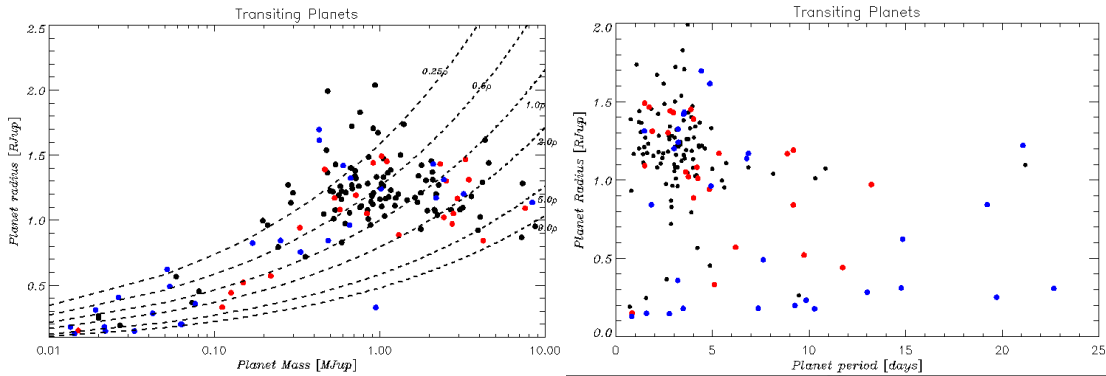 Transiting Planets
2.5
2.0
1.5
1.0
0.5
0.25ρ
0.5ρ
1.0ρ
2.0ρ
5.0ρ
0.01
0.10
1.00
10.00
Planet radius [RJup]
Planet Mass [MJup]
Transiting Planets
2.0
1.5
1.0
0.5
0.0
0
5
10
15
20
25
Planet Radius [RJup]
Planet period [days]